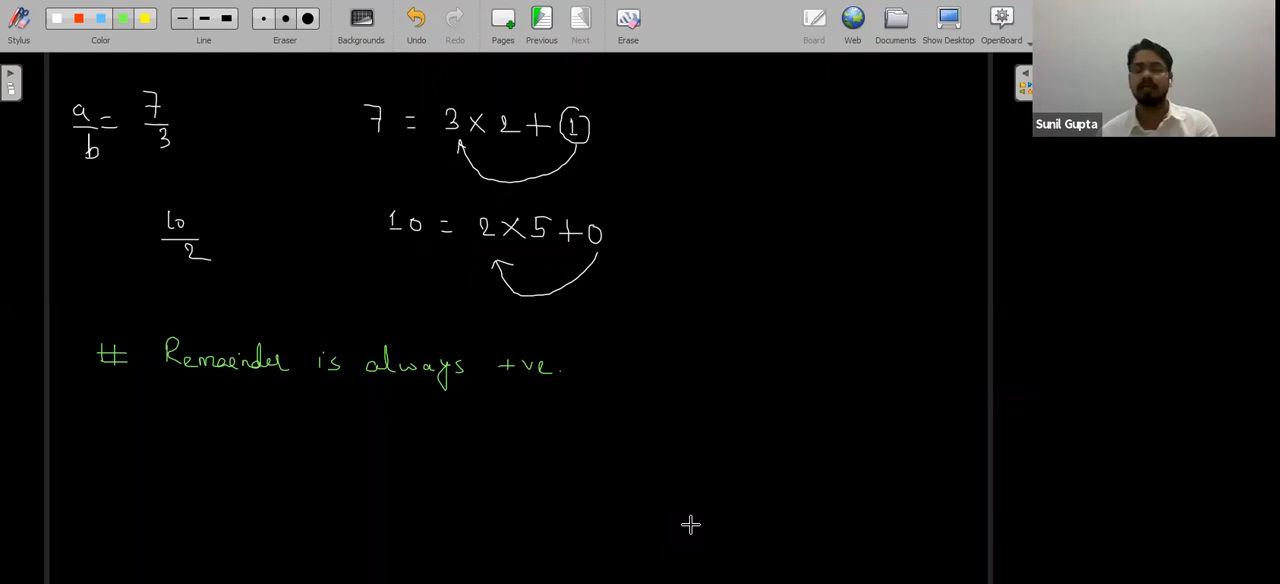 Stylus
Color
Line
Eraser
Backgrounds
Undo
Redo
Pages
Previous
Next
Erase
Board
Web
Documents
Show Desktop
OpenBoard
Sunil Gupta
a/b = 7/3
7 = 3 × 2 + 1
10/2
10 = 2 × 5 + 0
# Remainder is always +ve.